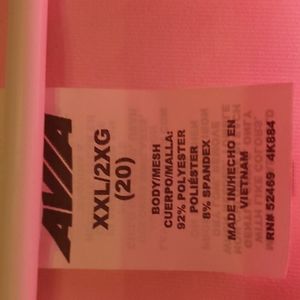 AVIA
XXL/2XG
(20)
BODY/MESH
CUERPO/MALLA:
92% POLYESTER
POLIÉSTER
8% SPANDEX
MADE IN/HECHO EN
VIETNAM
RN# 52469 4K884